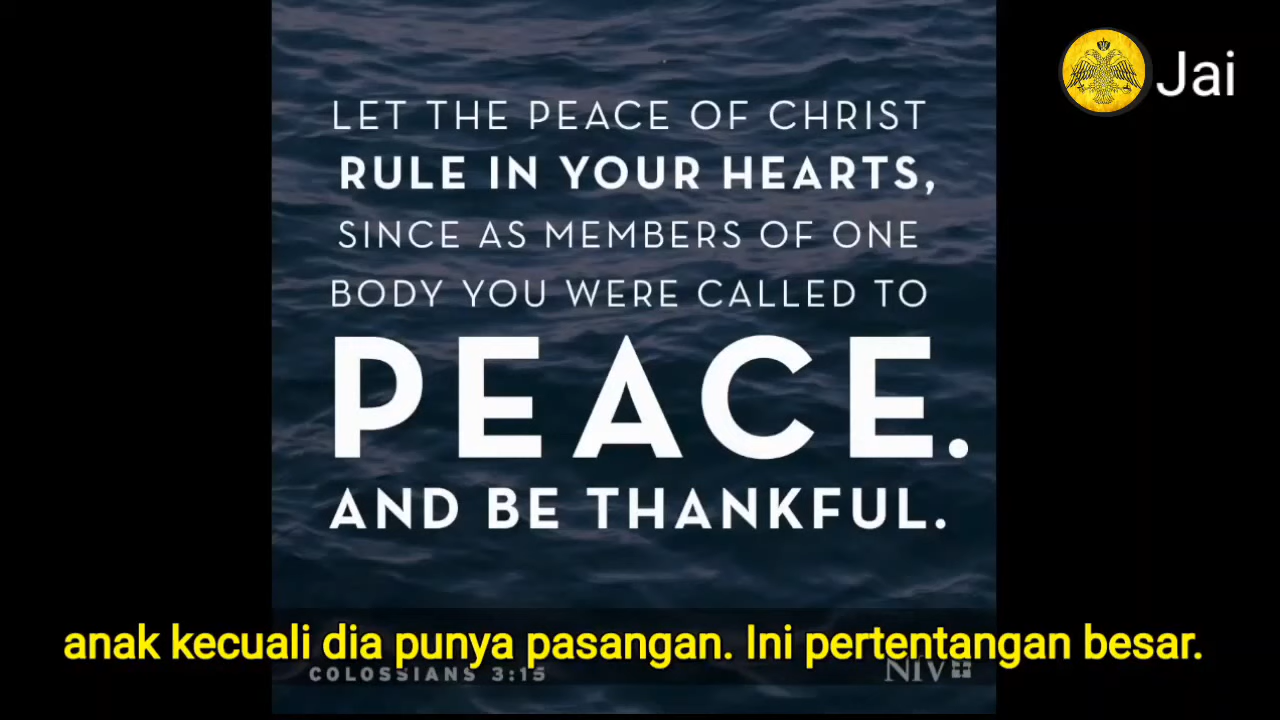 Jai
LET THE PEACE OF CHRIST
RULE IN YOUR HEARTS,
SINCE AS MEMBERS OF ONE
BODY YOU WERE CALLED TO
PEACE.
AND BE THANKFUL.
anak kecuali dia punya pasangan. Ini pertentangan besar.
COLOSSIANS 3:15
NIV